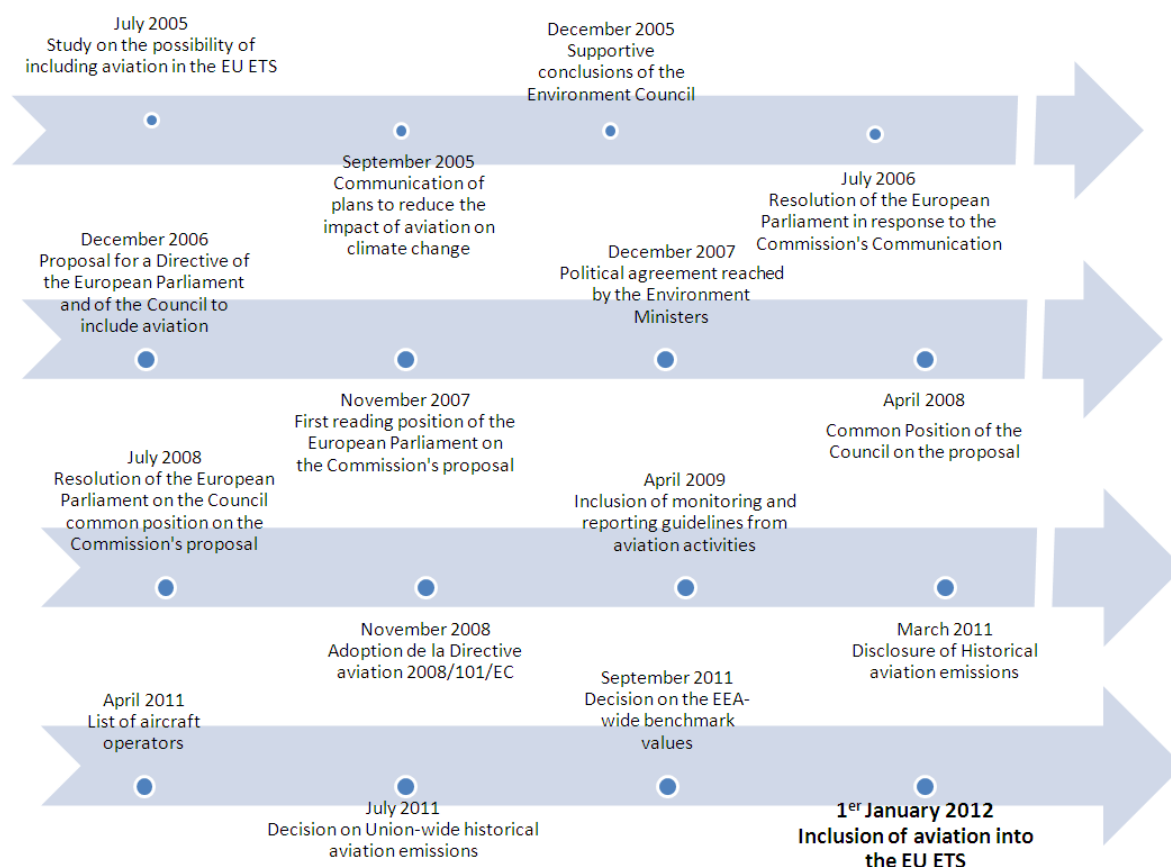 July 2005
Study on the possibility of
including aviation in the EU ETS
September 2005
Communication of
plans to reduce the
impact of aviation on
climate change
December 2005
Supportive
conclusions of the
Environment Council
July 2006
Resolution of the European
Parliament in response to the
Commission's Communication
December 2006
Proposal for a Directive of
the European Parliament
and of the Council to
include aviation
November 2007
First reading position of the
European Parliament on
the Commission's proposal
December 2007
Political agreement reached
by the Environment
Ministers
April 2008
Common Position of the
Council on the proposal
July 2008
Resolution of the European
Parliament on the Council
common position on the
Commission's proposal
November 2008
Adoption de la Directive
aviation 2008/101/EC
April 2009
Inclusion of monitoring and
reporting guidelines from
aviation activities
March 2011
Disclosure of Historical
aviation emissions
April 2011
List of aircraft
operators
July 2011
Decision on Union-wide historical
aviation emissions
September 2011
Decision on the EEA-
wide benchmark
values
1er January 2012
Inclusion of aviation into
the EU ETS